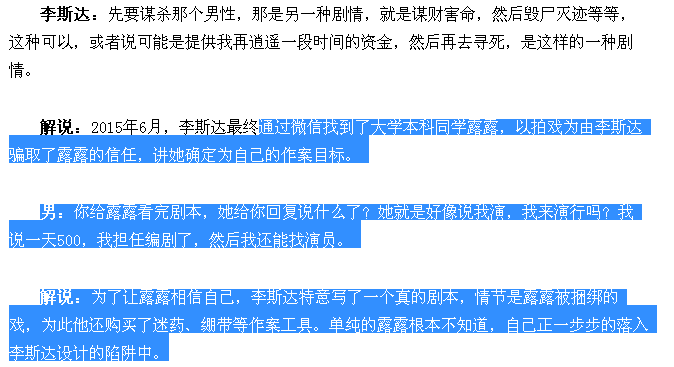 李斯达：先要谋杀那个男性，那是另一种剧情，就是谋财害命，然后毁尸灭迹等等，
这种可以，或者说可能是提供我再逍遥一段时间的资金，然后再去寻死，是这样的一种剧
情。
解说：2015年6月，李斯达最终通过微信找到了大学本科同学露露，以拍戏为由李斯达
骗取了露露的信任，讲她确定为自己的作案目标。
男：你给露露看完剧本，她给你回复说什么了？她就是好像说我演，我来演行吗？我
说一天500，我担任编剧了，然后我还能找演员。
解说：为了让露露相信自己，李斯达特意写了一个真的剧本，情节是露露被捆绑的
戏，为此他还购买了迷药、绷带等作案工具。单纯的露露根本不知道，自己正一步步的落入
李斯达设计的陷阱中。